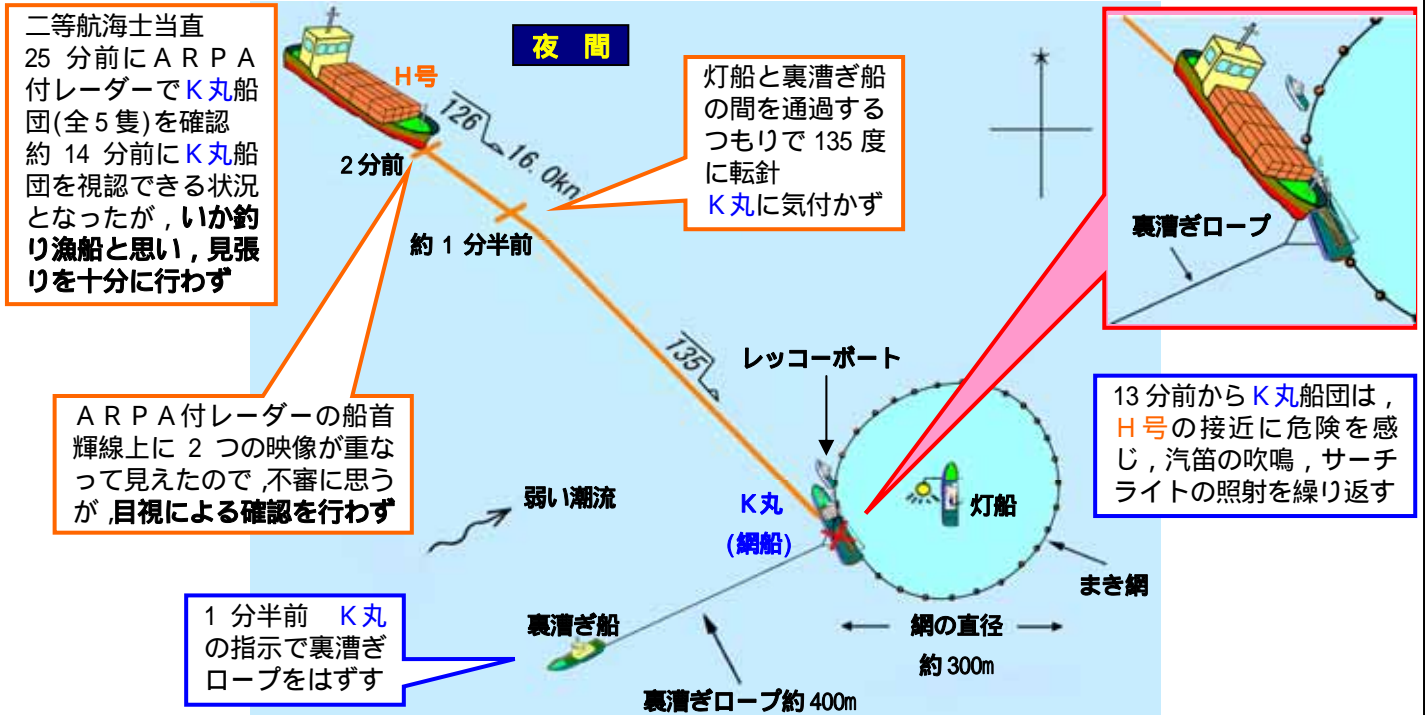 二等航海士当直
25 分前にＡＲＰＡ
付レーダーでＫ丸船
団(全５隻)を確認
約 14 分前にＫ丸船
団を視認できる状況
となったが，いか釣
り漁船と思い，見張
りを十分に行わず
夜 間
Ｈ号
126
16.0kn
２分前
約１分半前
灯船と裏漕ぎ船
の間を通過する
つもりで 135 度
に転針
Ｋ丸に気付かず
裏漕ぎロープ
ＡＲＰＡ付レーダーの船首
輝線上に ２ つの映像が重な
って見えたので，不審に思う
が，目視による確認を行わず
135
レッコーボート
13 分前からＫ丸船団は，
Ｈ号の接近に危険を感
じ，汽笛の吹鳴，サーチ
ライトの照射を繰り返す
弱い潮流
Ｋ丸
(網船)
灯船
まき網
１ 分半前 Ｋ丸
の指示で裏漕ぎ
ロープをはずす
裏漕ぎ船
網の直径
約 300m
裏漕ぎロープ約 400m